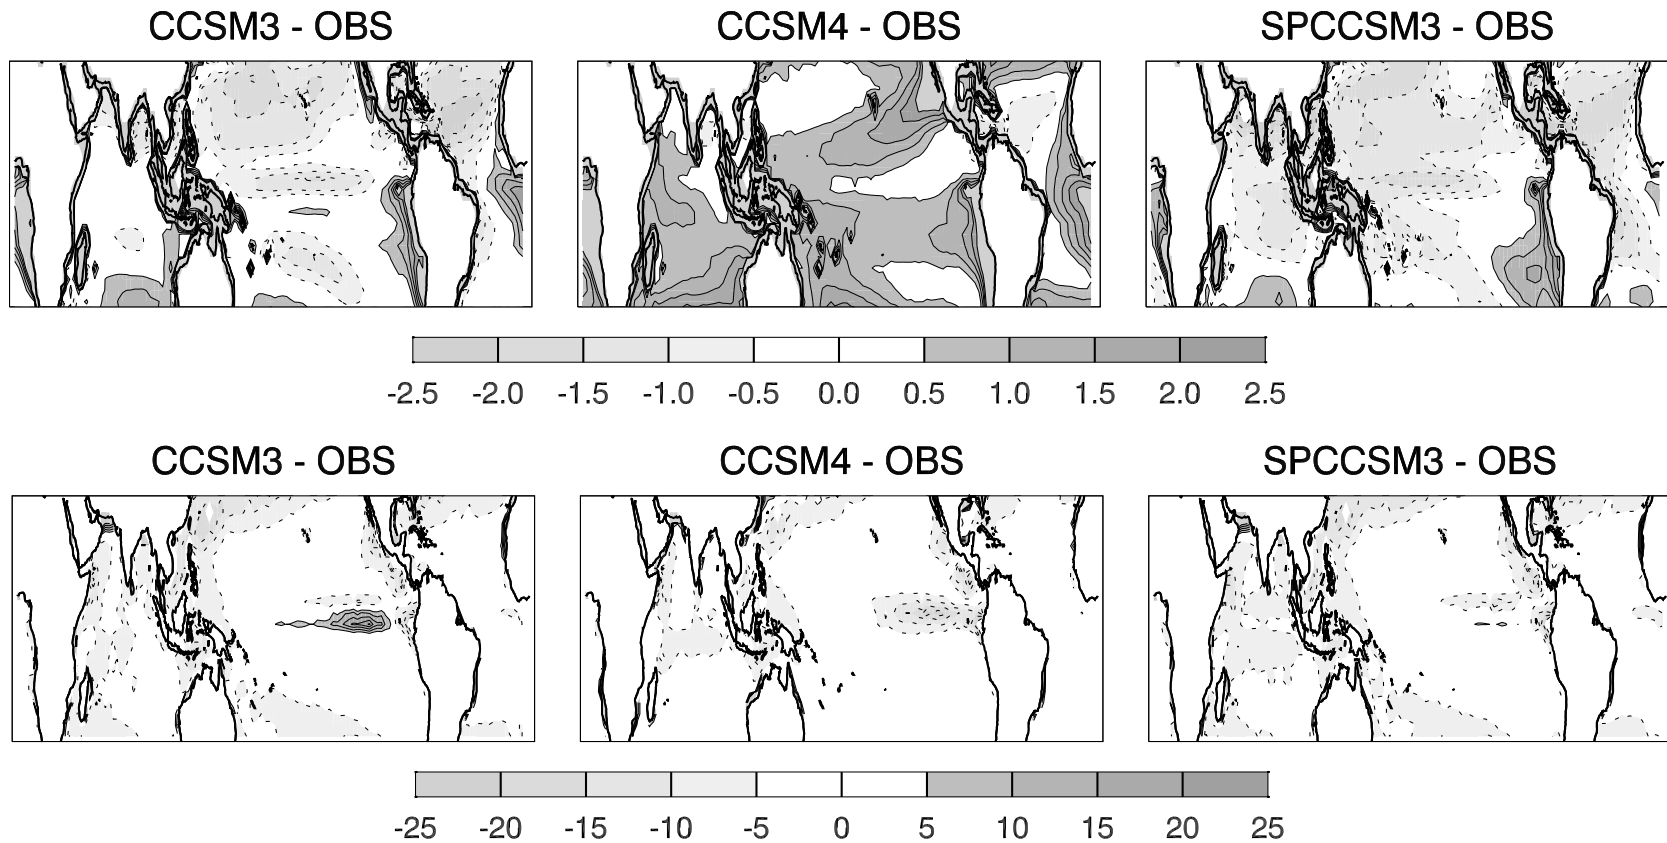 CCSM3 - OBS CCSM4 - OBS SPCCSM3 - OBS
-2.5 -2.0 -1.5 -1.0 -0.5 0.0 0.5 1.0 1.5 2.0 2.5
CCSM3 - OBS CCSM4 - OBS SPCCSM3 - OBS
-25 -20 -15 -10 -5 0 5 10 15 20 25